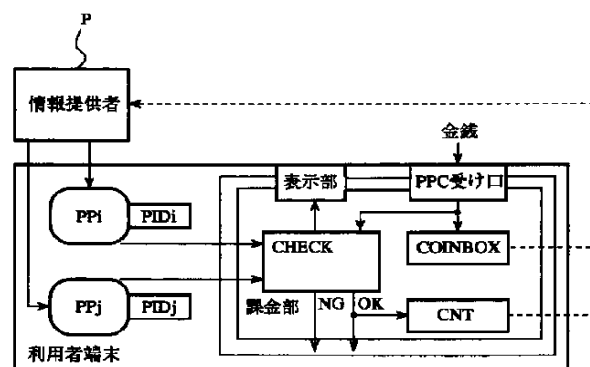 P
情報提供者
金銭
表示部
PPC受け口
PPi
PIDi
CHECK
COINBOX
PPj
PIDj
課金部
NG
OK
CNT
利用者端末